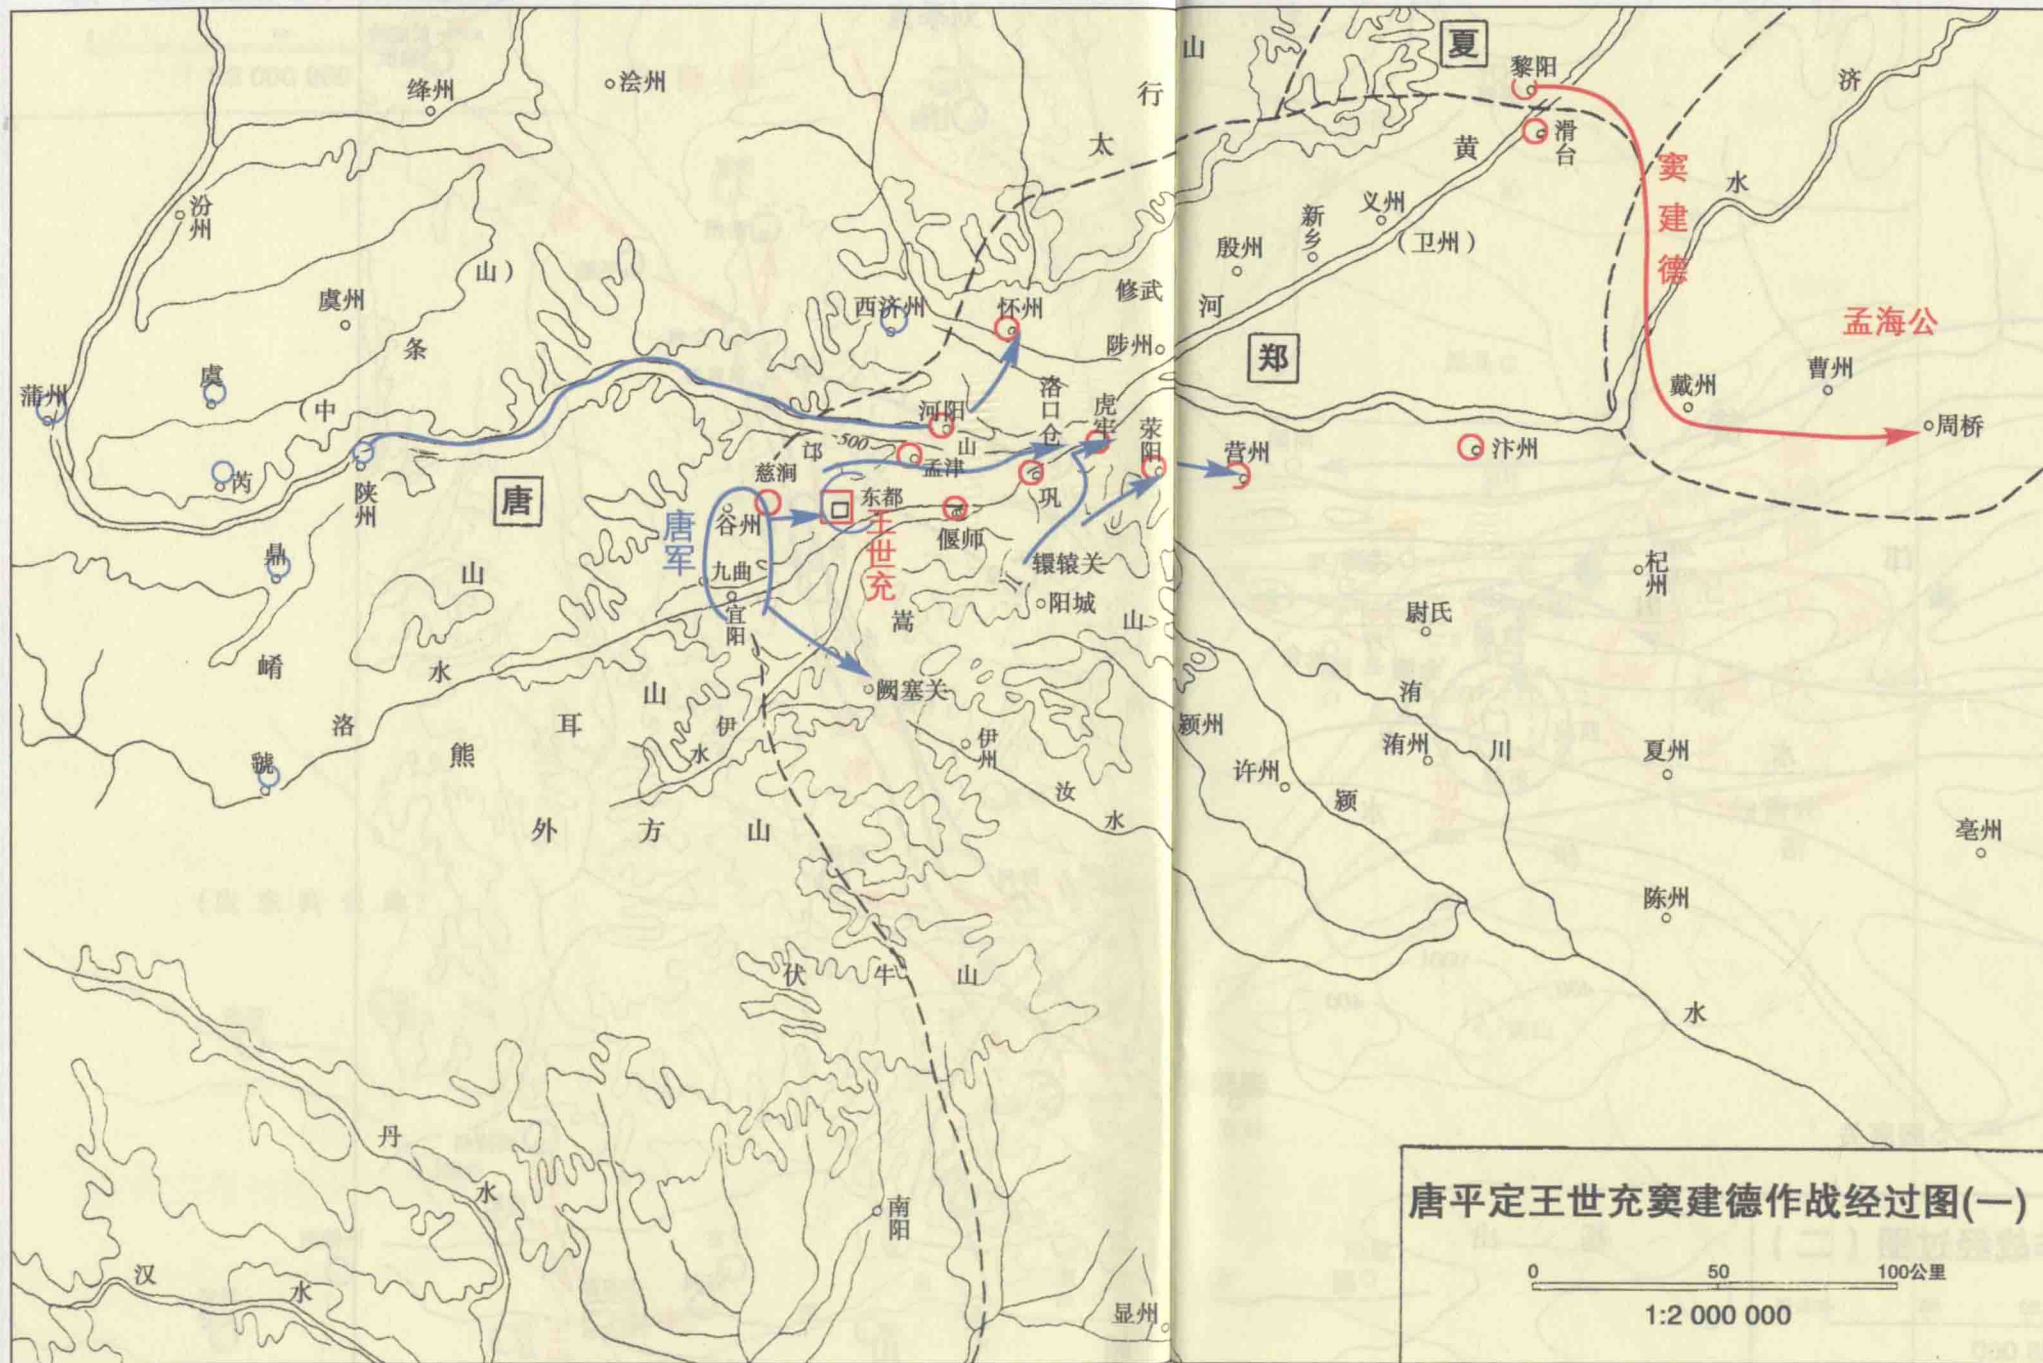 唐平定王世充窦建德作战经过图(一)
0 50 100公里
1:2 000 000
夏
郑
唐
唐军
王世充
窦建德
孟海公
绛州
浍州
汾州
虞州
虞
蒲州
芮
陕州
鼎
虢
(中
条
山)
西济州
怀州
河阳
孟津
邙
山
500
慈涧
谷州
九曲
宜阳
东都
偃师
巩
洛口仓
虎牢
荥阳
营州
汴州
轘辕关
阳城
嵩
山
阙塞关
伊州
修武
陟州
殷州
新乡
义州
(卫州)
黎阳
滑台
太
行
山
黄
河
济
水
戴州
曹州
周桥
杞州
尉氏
洧州
洧
川
夏州
亳州
陈州
许州
颍州
颍
水
汝
水
伊
水
洛
水
崤
山
熊
耳
山
外
方
山
伏
牛
山
南阳
显州
丹
水
汉
水